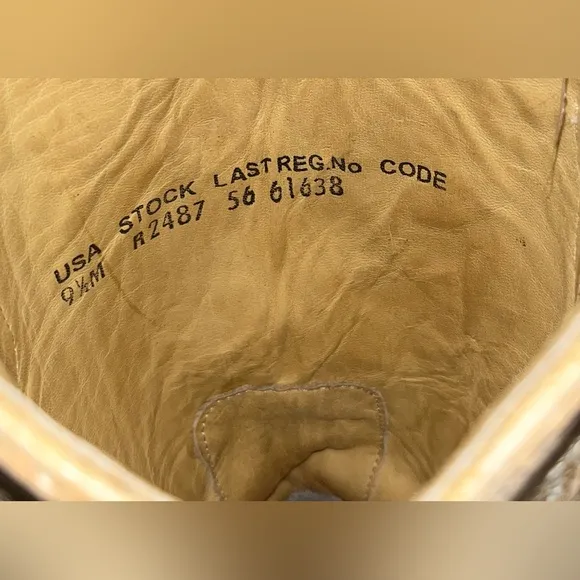 USA STOCK LAST REG.No CODE
9½M R2487 56 61638